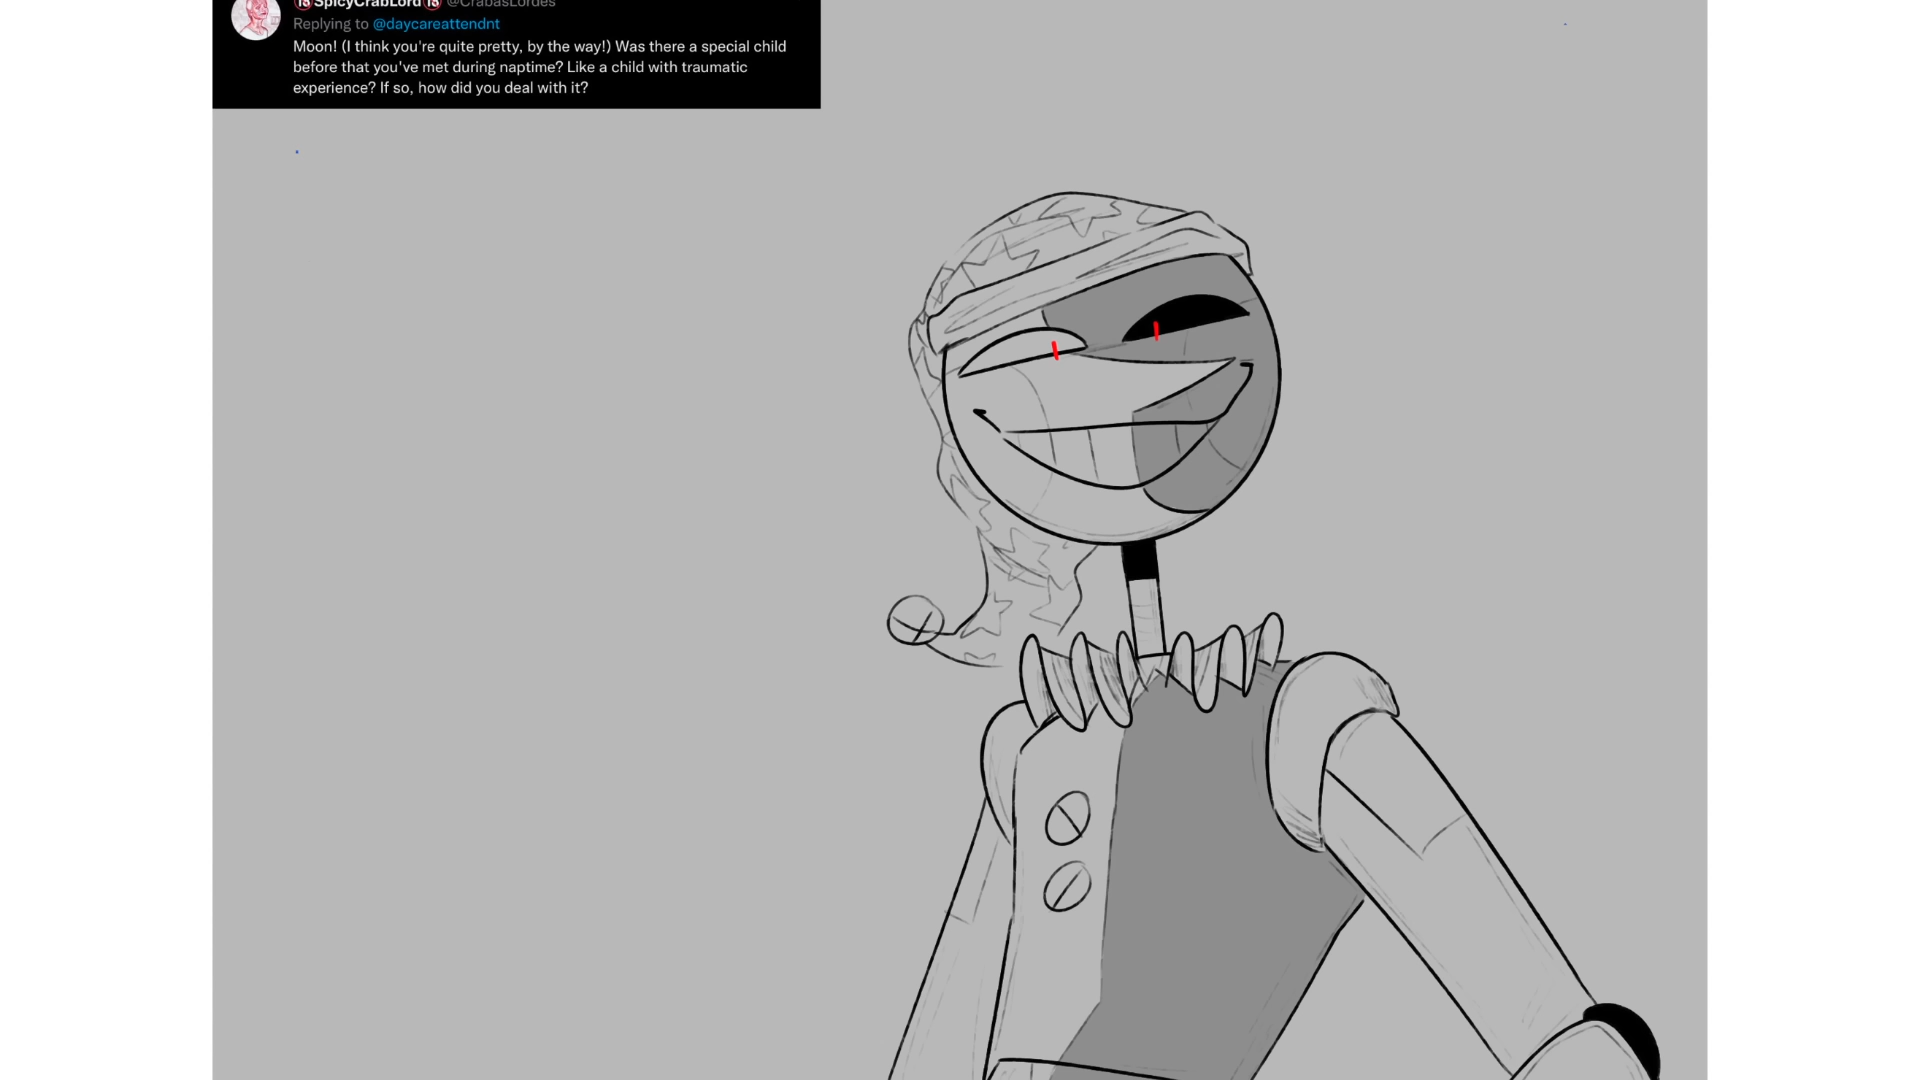 🔞SpicyCrabLord🔞 @CrabasLordes
Replying to @daycareattendnt
Moon! (I think you're quite pretty, by the way!) Was there a special child
before that you've met during naptime? Like a child with traumatic
experience? If so, how did you deal with it?